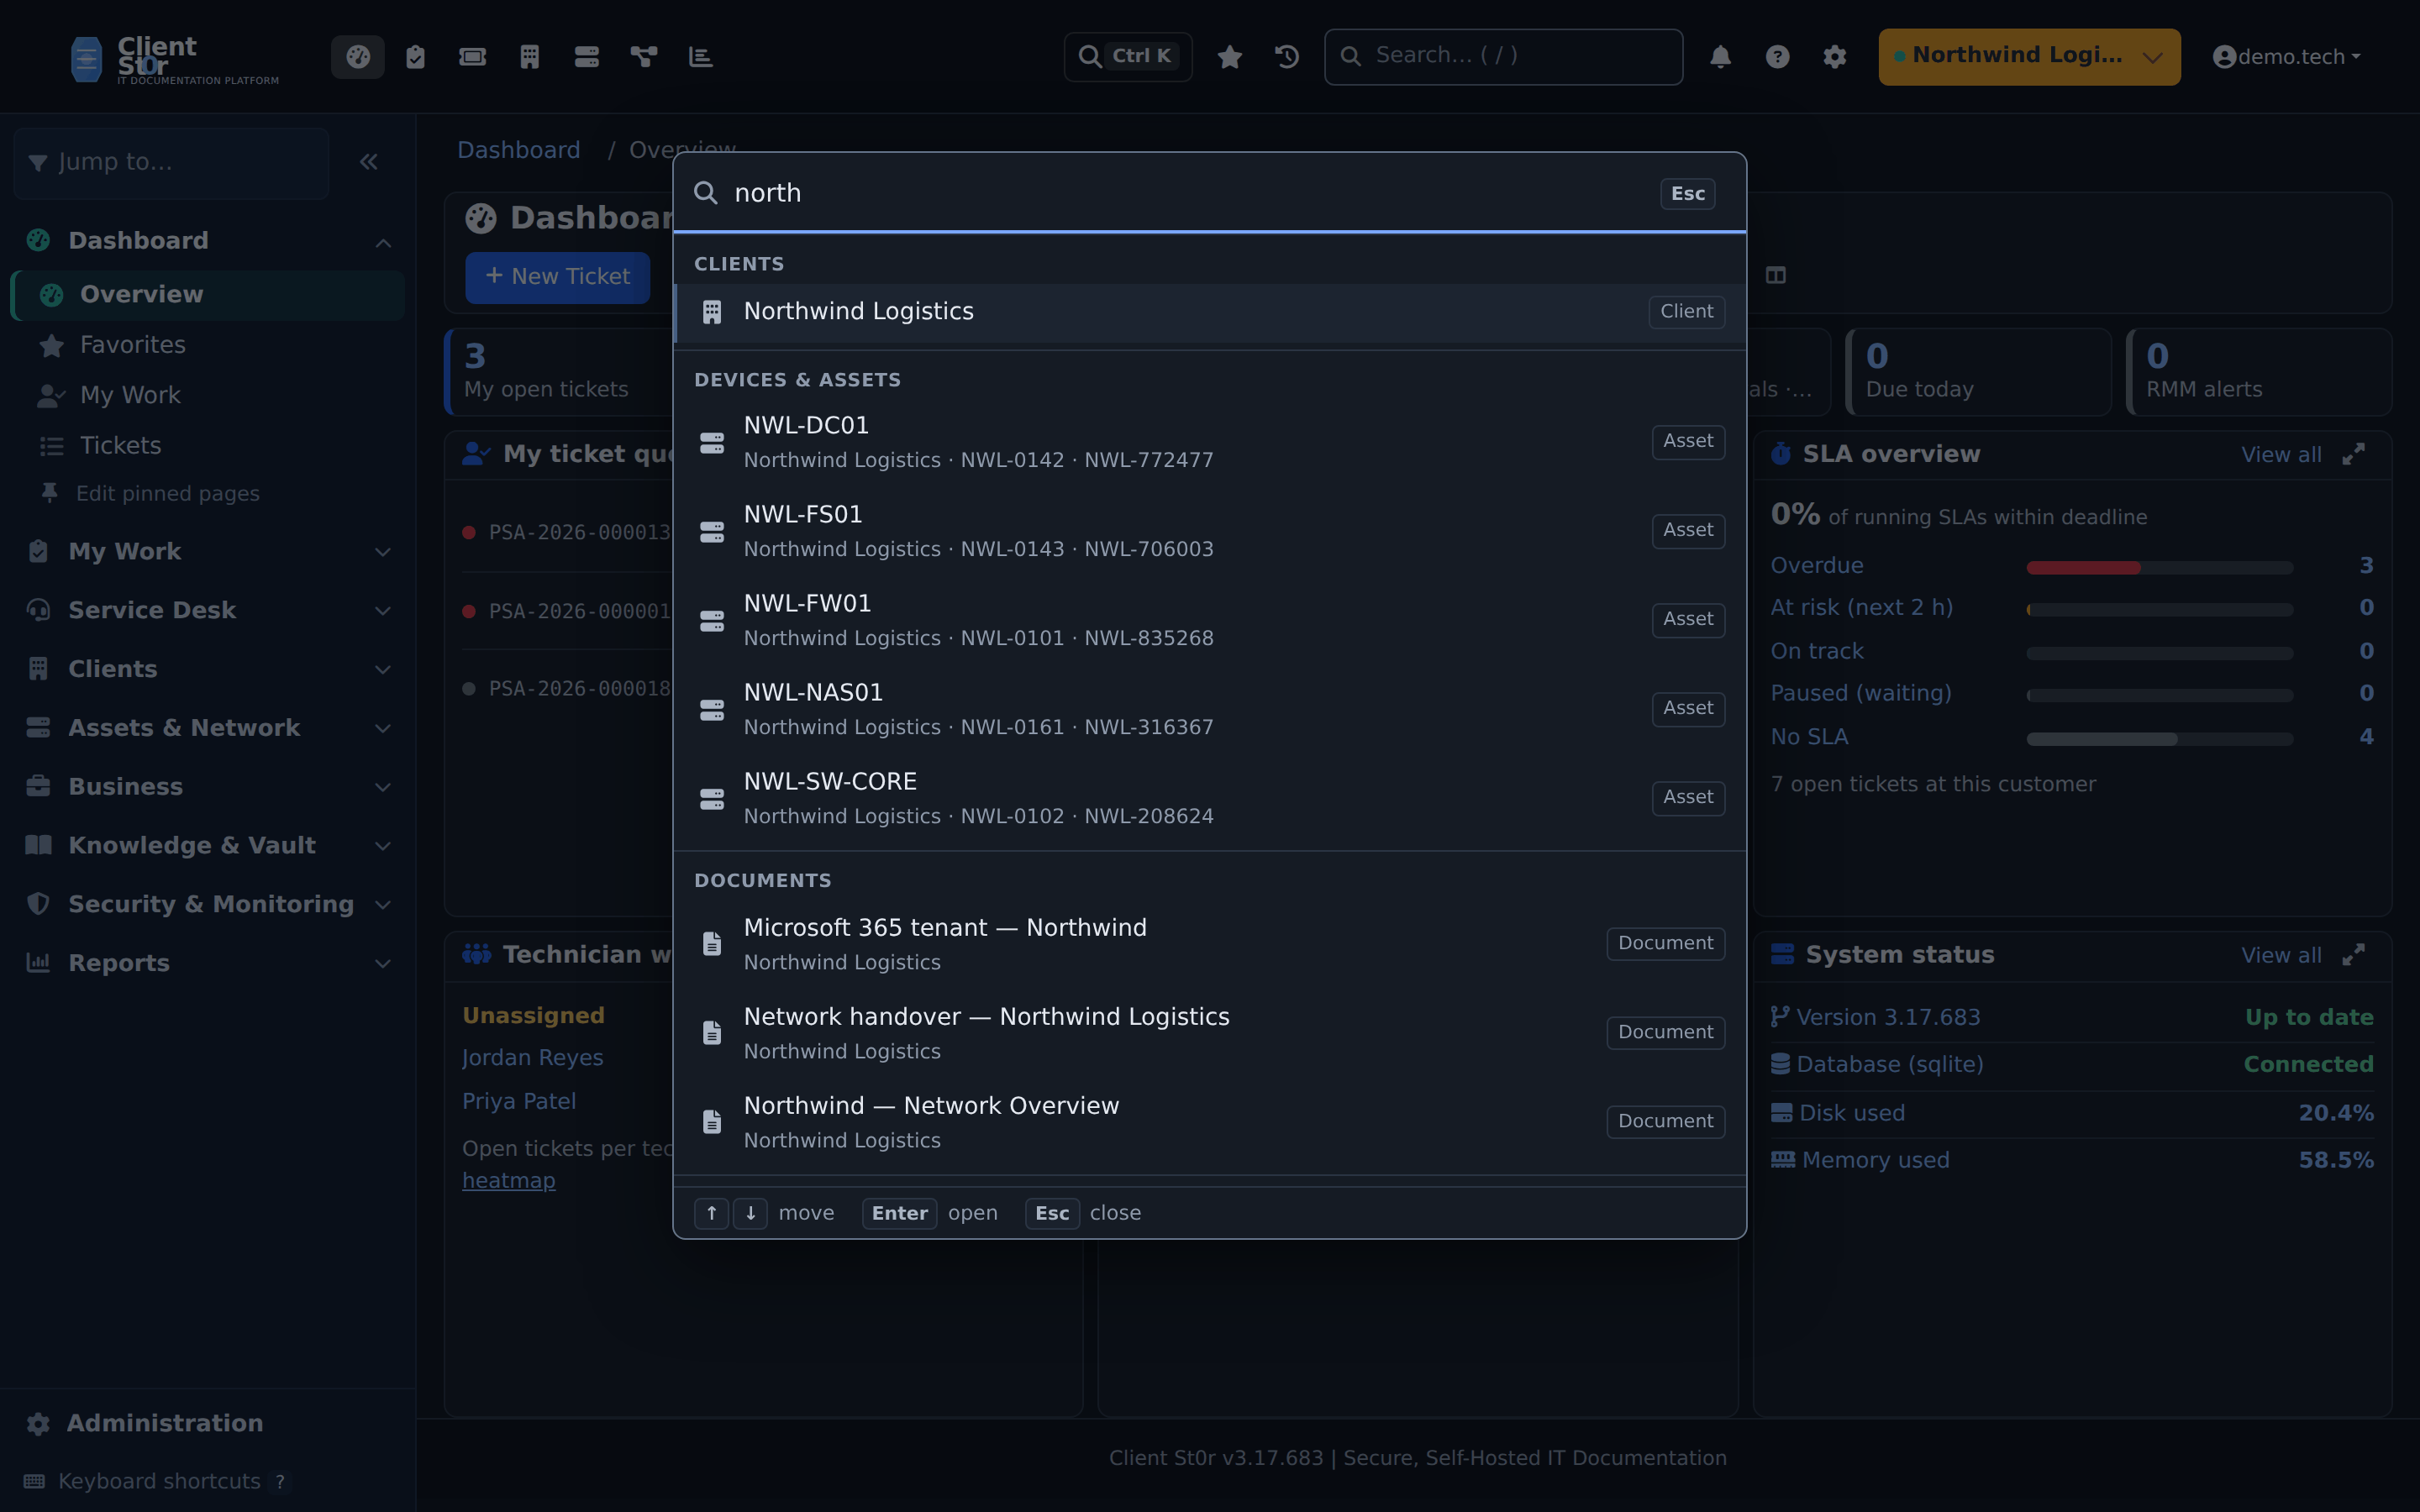 Client
St0r
IT DOCUMENTATION PLATFORM
Ctrl K
Search... ( / )
Northwind Logi...
demo.tech
Jump to...
Dashboard
Overview
Favorites
My Work
Tickets
Edit pinned pages
My Work
Service Desk
Clients
Assets & Network
Business
Knowledge & Vault
Security & Monitoring
Reports
Administration
Keyboard shortcuts ?
Dashboard / Overview
New Ticket
3
My open tickets
0
Due today
0
RMM alerts
My ticket
PSA-2026-000013
PSA-2026-000001
PSA-2026-000018
SLA overview View all
0% of running SLAs within deadline
Overdue 3
At risk (next 2 h) 0
On track 0
Paused (waiting) 0
No SLA 4
7 open tickets at this customer
Technician
Unassigned
Jordan Reyes
Priya Patel
Open tickets per
heatmap
System status View all
Version 3.17.683 Up to date
Database (sqlite) Connected
Disk used 20.4%
Memory used 58.5%
north Esc
CLIENTS
Northwind Logistics Client
DEVICES & ASSETS
NWL-DC01 Asset
Northwind Logistics · NWL-0142 · NWL-772477
NWL-FS01 Asset
Northwind Logistics · NWL-0143 · NWL-706003
NWL-FW01 Asset
Northwind Logistics · NWL-0101 · NWL-835268
NWL-NAS01 Asset
Northwind Logistics · NWL-0161 · NWL-316367
NWL-SW-CORE Asset
Northwind Logistics · NWL-0102 · NWL-208624
DOCUMENTS
Microsoft 365 tenant — Northwind Document
Northwind Logistics
Network handover — Northwind Logistics Document
Northwind Logistics
Northwind — Network Overview Document
Northwind Logistics
↑ ↓ move Enter open Esc close
Client St0r v3.17.683 | Secure, Self-Hosted IT Documentation